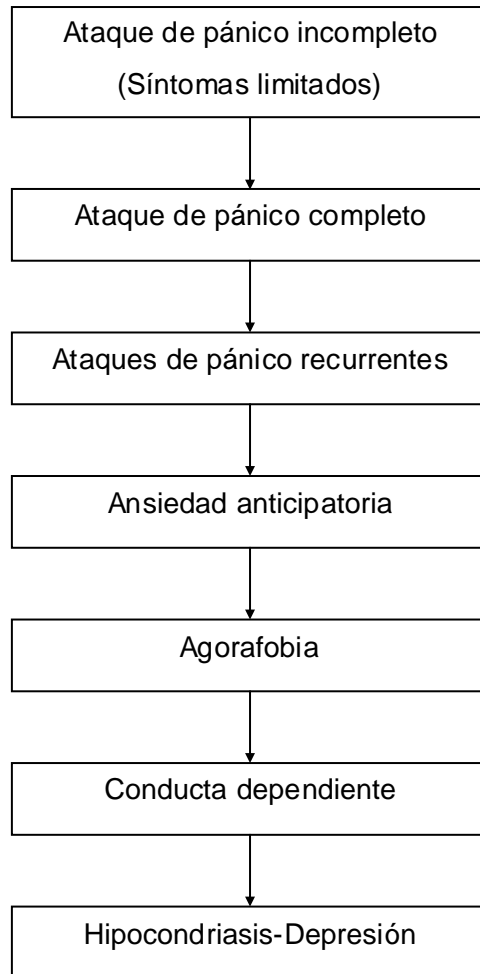 Ataque de pánico incompleto
(Síntomas limitados)
Ataque de pánico completo
Ataques de pánico recurrentes
Ansiedad anticipatoria
Agorafobia
Conducta dependiente
Hipocondriasis-Depresión